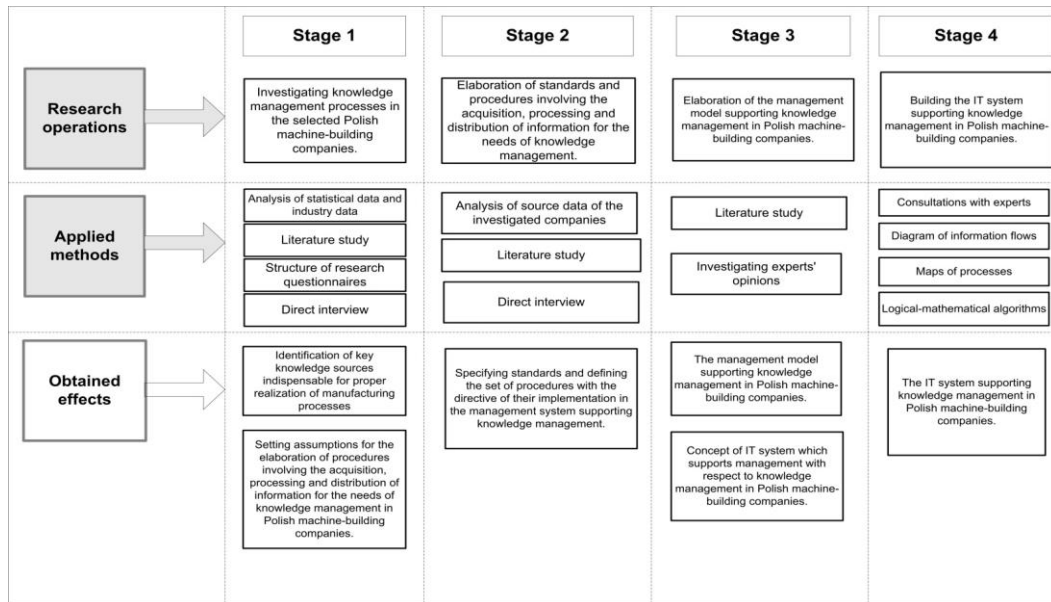 Stage 1
Stage 2
Stage 3
Stage 4
Research
operations
Investigating knowledge
management processes in
the selected Polish
machine-building
companies.
Elaboration of standards and
procedures involving the
acquisition, processing and
distribution of information for the
needs of knowledge
management.
Elaboration of the management
model supporting knowledge
management in Polish machine-
building companies.
Building the IT system
supporting knowledge
management in Polish machine-
building companies.
Applied
methods
Analysis of statistical data and
industry data
Literature study
Structure of research
questionnaires
Direct interview
Analysis of source data of the
investigated companies
Literature study
Direct interview
Literature study
Investigating experts'
opinions
Consultations with experts
Diagram of information flows
Maps of processes
Logical-mathematical algorithms
Obtained
effects
Identification of key
knowledge sources
indispensable for proper
realization of manufacturing
processes
Setting assumptions for the
elaboration of procedures
involving the acquisition,
processing and distribution of
information for the needs of
knowledge management in
Polish machine-building
companies.
Specifying standards and defining
the set of procedures with the
directive of their implementation in
the management system supporting
knowledge management.
The management model
supporting knowledge
management in Polish machine-
building companies.
Concept of IT system which
supports management with
respect to knowledge
management in Polish machine-
building companies.
The IT system supporting
knowledge management in
Polish machine-building
companies.